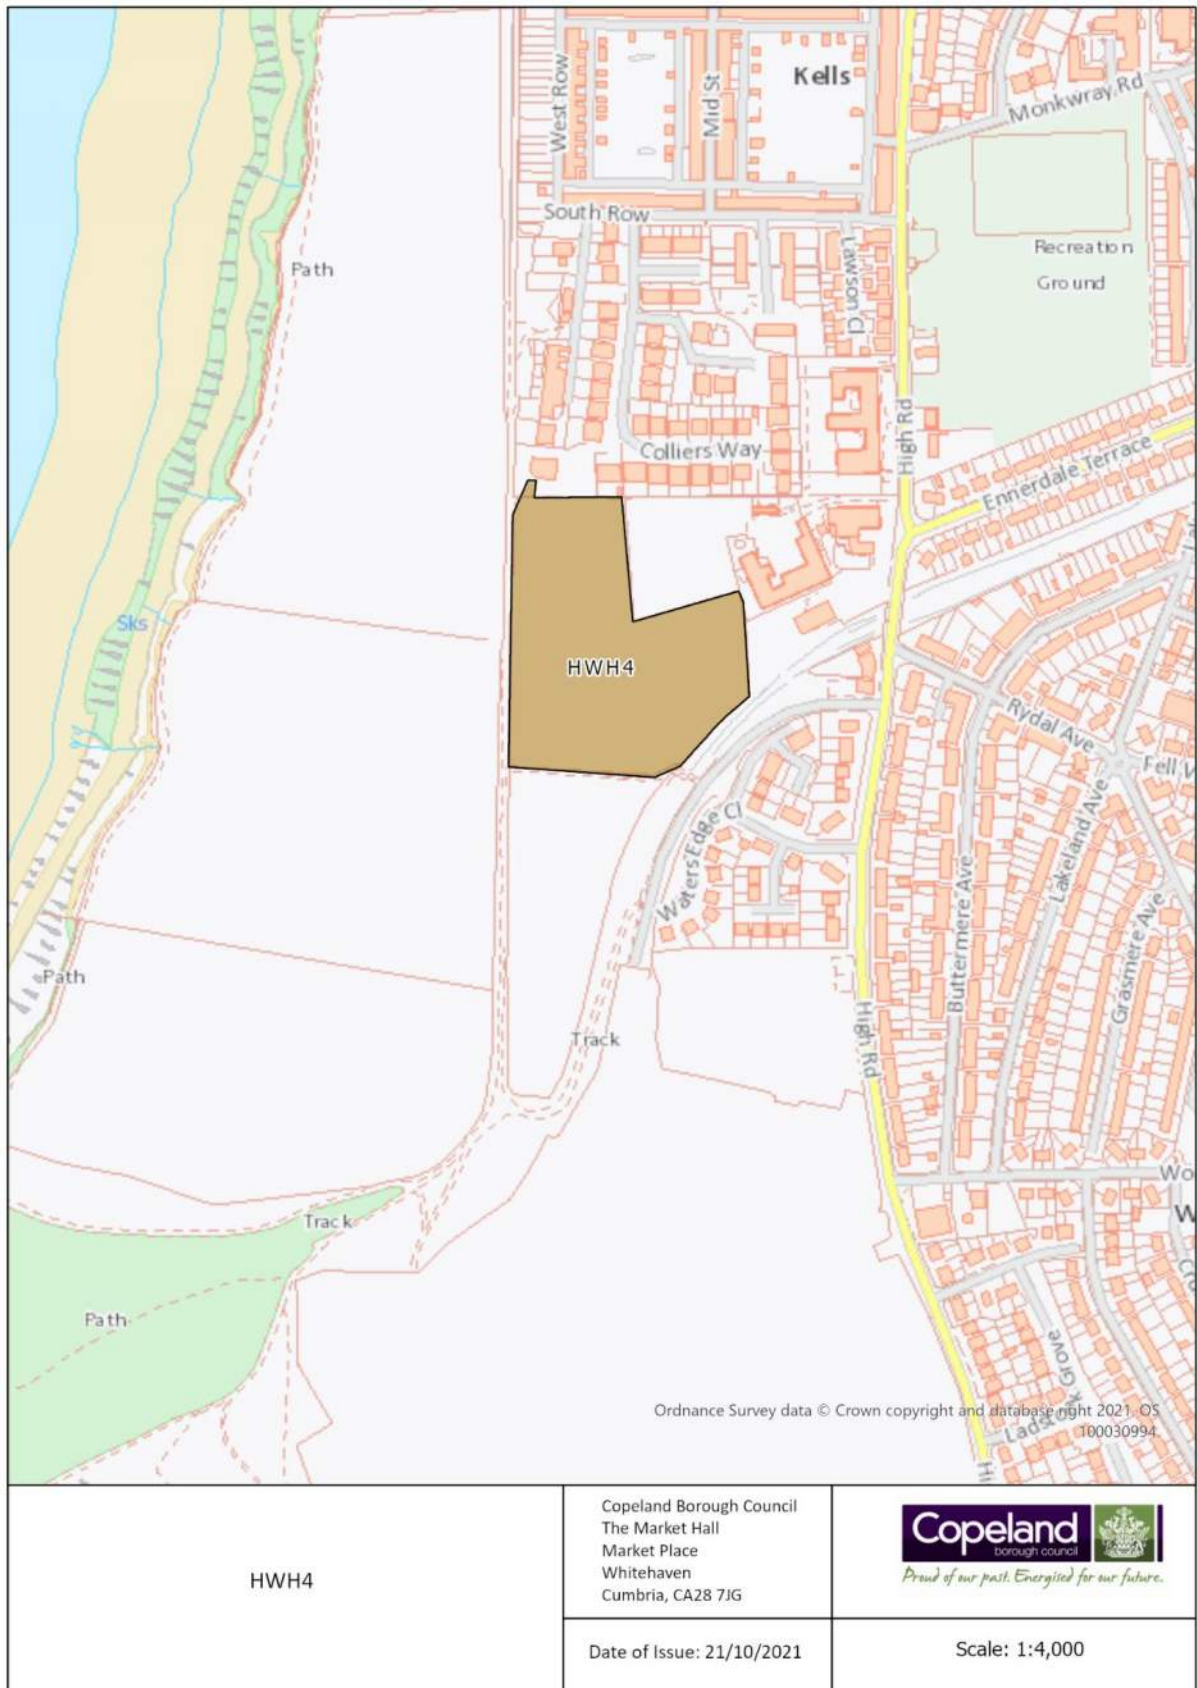 Kells
Monkwray Rd
West Row
Mid St
South Row
Recreation
Ground
Path
Lawson Cl
High Rd
Colliers Way
Ennerdale Terrace
Sks
HWH4
Rydal Ave
Fell
Waters Edge Cl
Lakeland Ave
Buttermere Ave
Grasmere Ave
Path
Track
High Rd
Wo
W
Track
Path
Grove
Ordnance Survey data © Crown copyright and database right 2021 OS
100030994
HWH4
Copeland Borough Council
The Market Hall
Market Place
Whitehaven
Cumbria, CA28 7JG
Date of Issue: 21/10/2021
Copeland
borough council
Proud of our past. Energised for our future.
Scale: 1:4,000